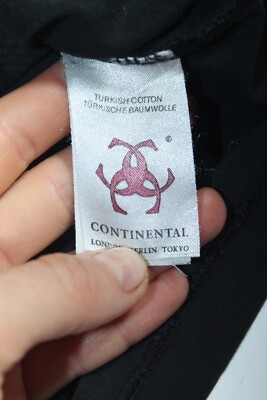 TURKISH COTTON
TÜRKISCHE BAUMWOLLE
®
CONTINENTAL
LONDON BERLIN TOKYO